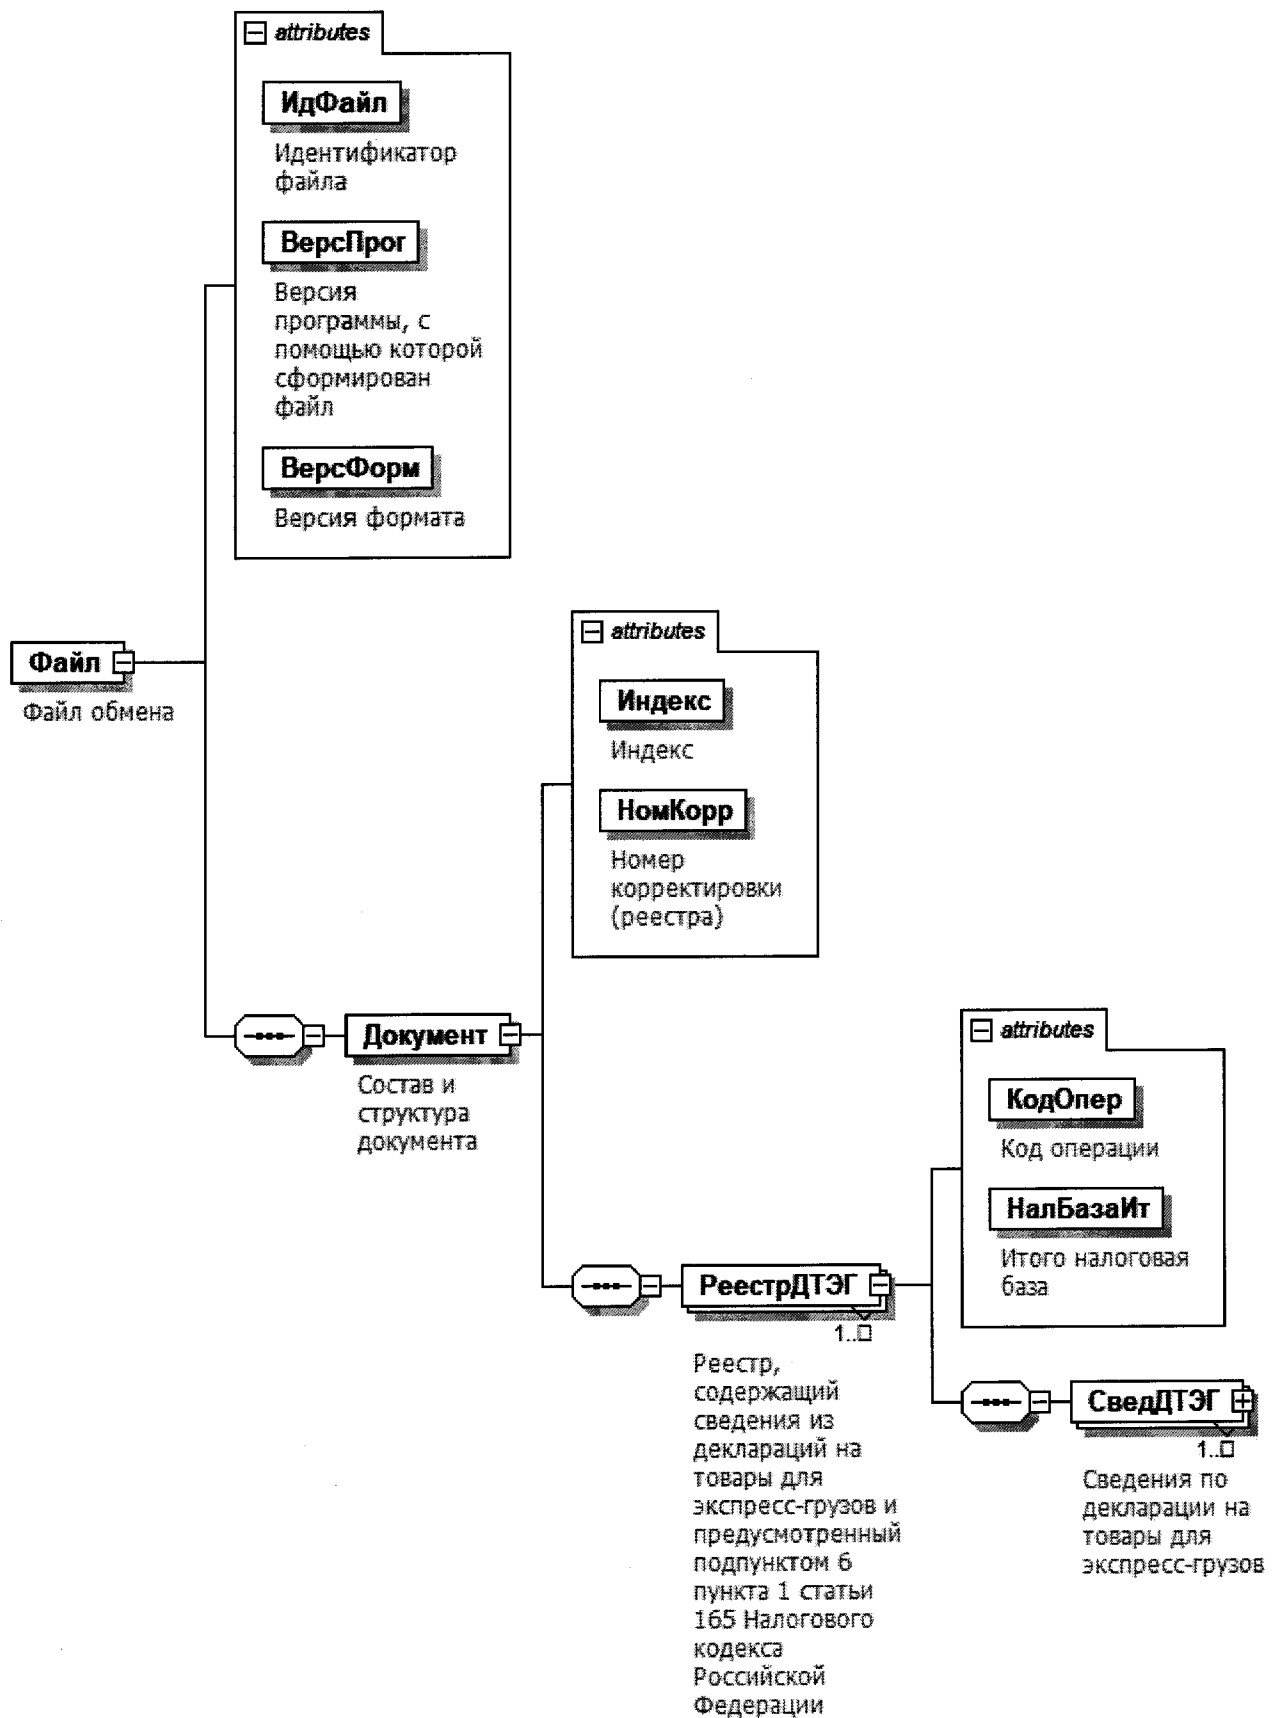 attributes
ИдФайл
Идентификатор
файла
ВерсПрог
Версия
программы, с
помощью которой
сформирован
файл
ВерсФорм
Версия формата
Файл
Файл обмена
attributes
Индекс
Индекс
НомКорр
Номер
корректировки
(реестра)
Документ
Состав и
структура
документа
attributes
КодОпер
Код операции
НалБазаИт
Итого налоговая
база
РеестрДТЭГ
1..□
Реестр,
содержащий
сведения из
деклараций на
товары для
экспресс-грузов и
предусмотренный
подпунктом 6
пункта 1 статьи
165 Налогового
кодекса
Российской
Федерации
СведДТЭГ
1..□
Сведения по
декларации на
товары для
экспресс-грузов